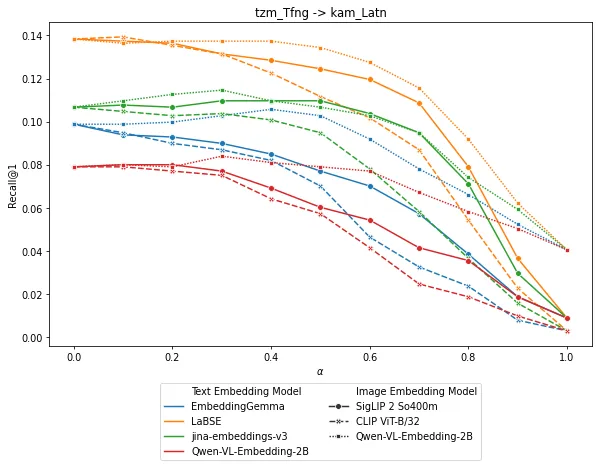 tzm_Tfng -> kam_Latn
Recall@1
0.14
0.12
0.10
0.08
0.06
0.04
0.02
0.00
0.0 0.2 0.4 0.6 0.8 1.0
α
Text Embedding Model
EmbeddingGemma
LaBSE
jina-embeddings-v3
Qwen-VL-Embedding-2B
Image Embedding Model
SigLIP 2 So400m
CLIP ViT-B/32
Qwen-VL-Embedding-2B